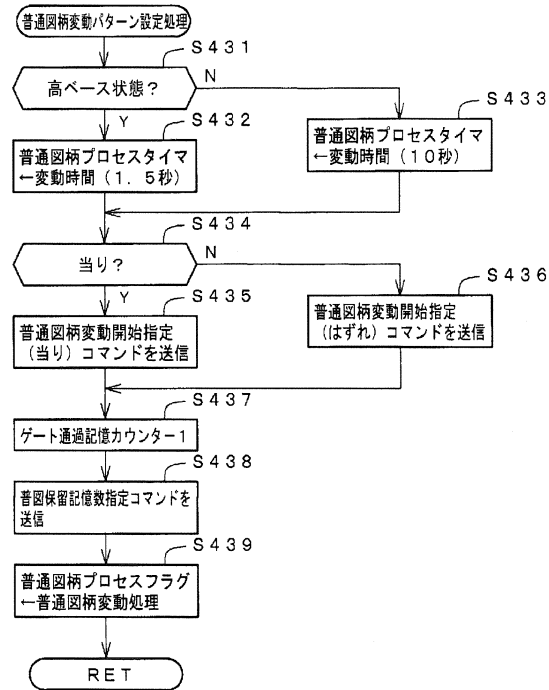 普通図柄変動パターン設定処理
S431
高ベース状態?
N
Y
S432
普通図柄プロセスタイマ
←変動時間(1.5秒)
S433
普通図柄プロセスタイマ
←変動時間(10秒)
S434
当り?
N
Y
S435
普通図柄変動開始指定
(当り)コマンドを送信
S436
普通図柄変動開始指定
(はずれ)コマンドを送信
S437
ゲート通過記憶カウンター1
S438
普図保留記憶数指定コマンドを
送信
S439
普通図柄プロセスフラグ
←普通図柄変動処理
RET